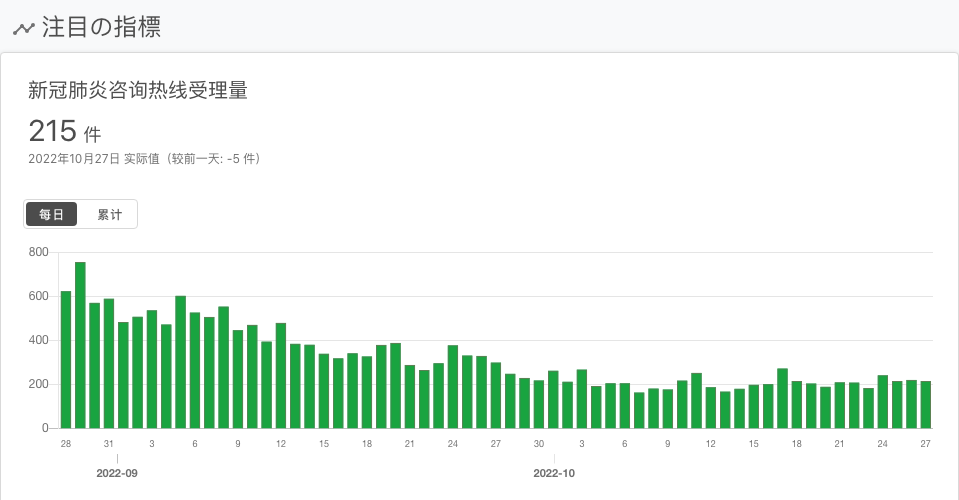 注目の指標
新冠肺炎咨询热线受理量
215 件
2022年10月27日 实际值（较前一天: -5 件）
每日 累计
800
600
400
200
0
28 31 3 6 9 12 15 18 21 24 27 30 3 6 9 12 15 18 21 24 27
2022-09 2022-10